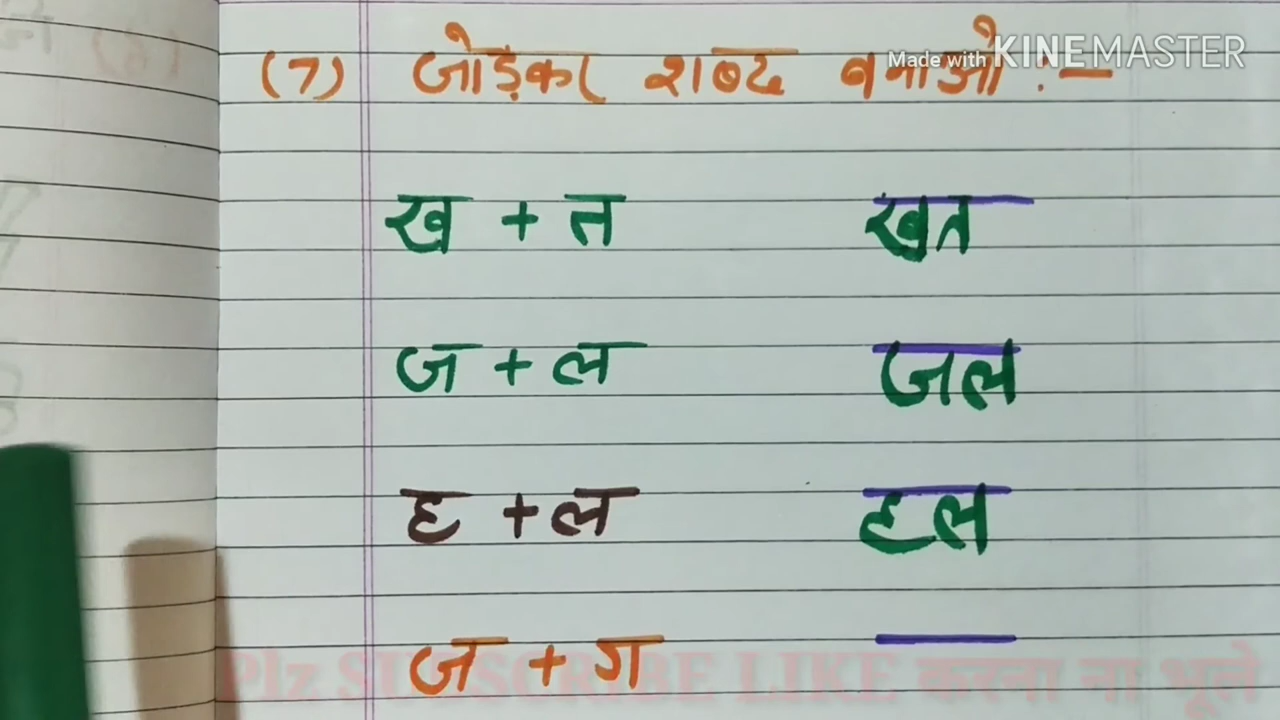 (7) जोड़कर शब्द बनाओ :-
Made with KINEMASTER
ख + त खत
ज + ल जल
ह + ल हल
ज + ग
Plz SUBSCRIBE LIKE करना ना भूले